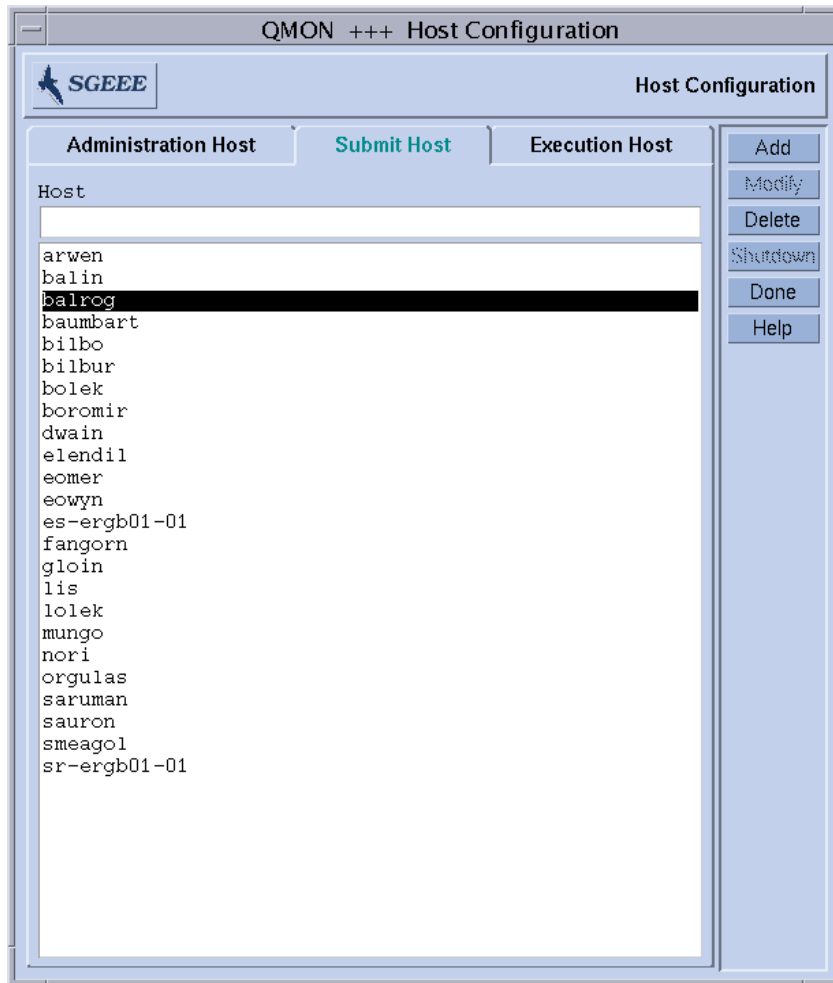 QMON +++ Host Configuration
SGEEE
Host Configuration
Administration Host
Submit Host
Execution Host
Host
arwen
balin
balrog
baumbart
bilbo
bilbur
bolek
boromir
dwain
elendil
eomer
eowyn
es-ergb01-01
fangorn
gloin
lis
lolek
mungo
nori
orgulas
saruman
sauron
smeagol
sr-ergb01-01
Add
Modify
Delete
Shutdown
Done
Help